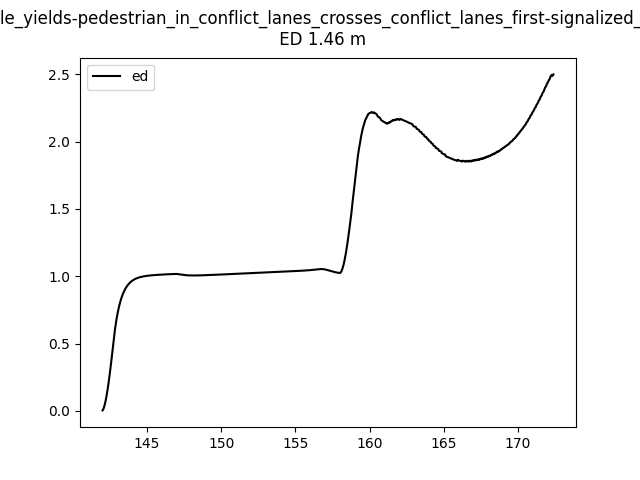 le_yields-pedestrian_in_conflict_lanes_crosses_conflict_lanes_first-signalized_
ED 1.46 m
ed
2.5
2.0
1.5
1.0
0.5
0.0
145 150 155 160 165 170